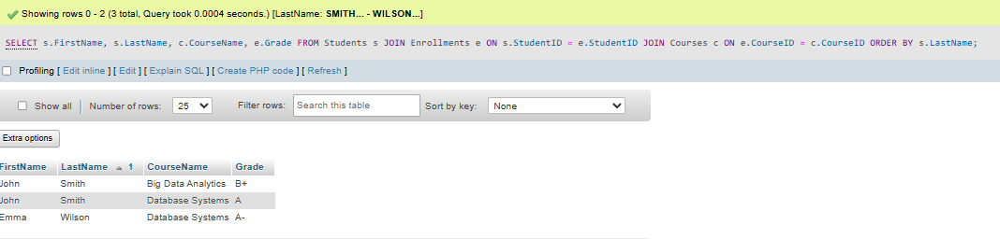 Showing rows 0 - 2 (3 total, Query took 0.0004 seconds.) [LastName: SMITH... - WILSON...]
SELECT s.FirstName, s.LastName, c.CourseName, e.Grade FROM Students s JOIN Enrollments e ON s.StudentID = e.StudentID JOIN Courses c ON e.CourseID = c.CourseID ORDER BY s.LastName;
Profiling [ Edit inline ] [ Edit ] [ Explain SQL ] [ Create PHP code ] [ Refresh ]
Show all Number of rows: 25 Filter rows: Search this table Sort by key: None
Extra options
FirstName LastName 1 CourseName Grade
John Smith Big Data Analytics B+
John Smith Database Systems A
Emma Wilson Database Systems A-